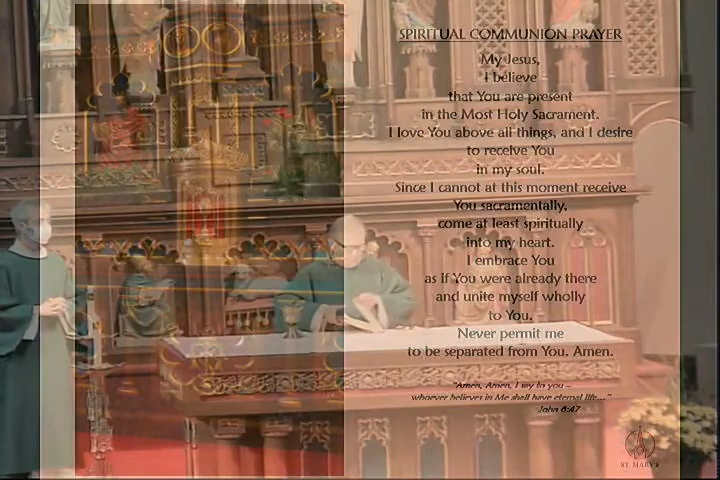 SPIRITUAL COMMUNION PRAYER
My Jesus,
I believe
that You are present
in the Most Holy Sacrament.
I love You above all things, and I desire
to receive You
in my soul.
Since I cannot at this moment receive
You sacramentally,
come at least spiritually
into my heart.
I embrace You
as if You were already there
and unite myself wholly
to You.
Never permit me
to be separated from You. Amen.
"Amen, Amen, I say to you –
whoever believes in Me shall have eternal life..."
John 6:47
ST MARY'S